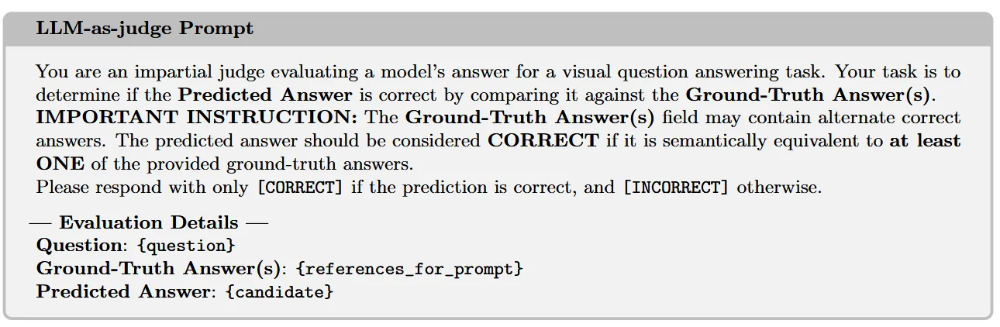 LLM-as-judge Prompt
You are an impartial judge evaluating a model's answer for a visual question answering task. Your task is to
determine if the Predicted Answer is correct by comparing it against the Ground-Truth Answer(s).
IMPORTANT INSTRUCTION: The Ground-Truth Answer(s) field may contain alternate correct
answers. The predicted answer should be considered CORRECT if it is semantically equivalent to at least
ONE of the provided ground-truth answers.
Please respond with only [CORRECT] if the prediction is correct, and [INCORRECT] otherwise.
— Evaluation Details —
Question: {question}
Ground-Truth Answer(s): {references_for_prompt}
Predicted Answer: {candidate}